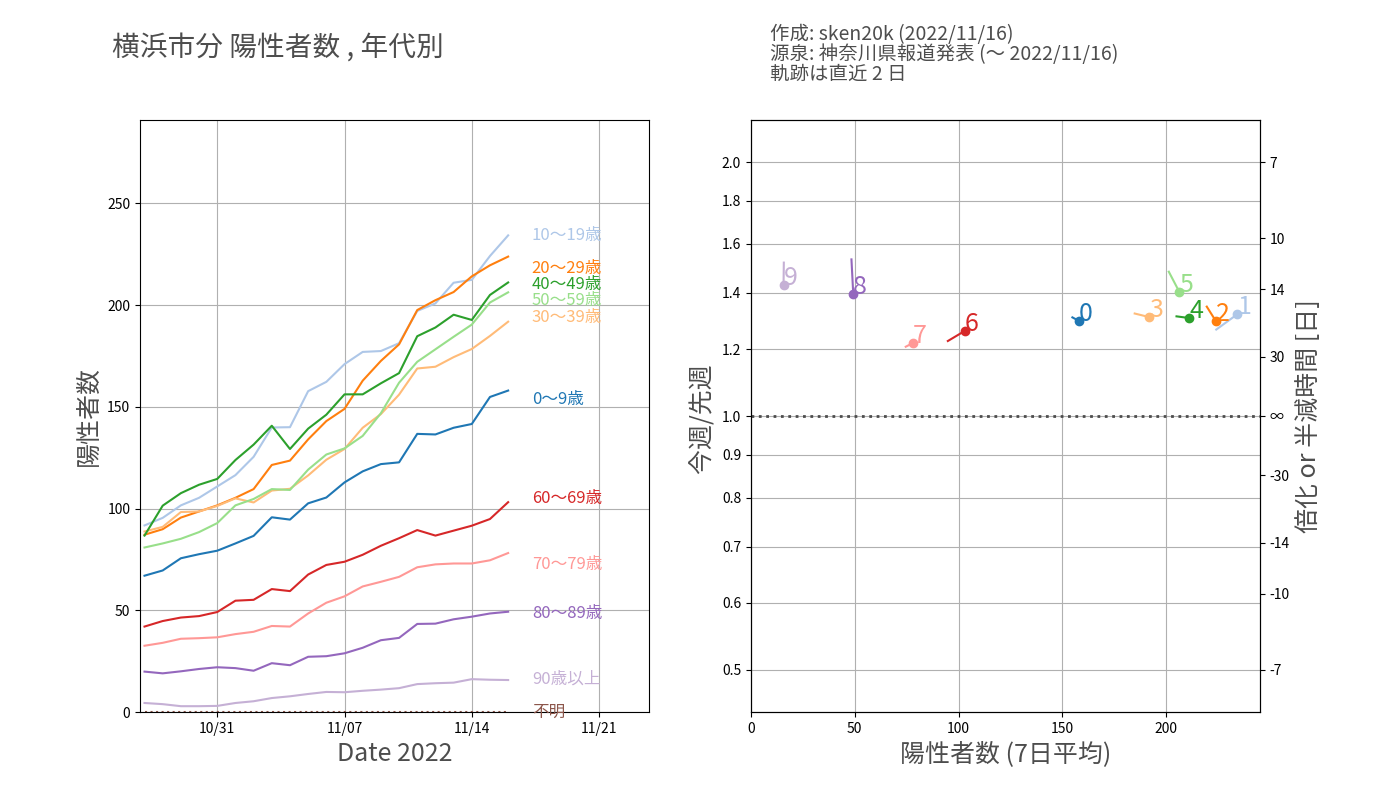 横浜市分 陽性者数 , 年代別
作成: sken20k (2022/11/16)
源泉: 神奈川県報道発表 (〜 2022/11/16)
軌跡は直近 2 日
陽性者数
250
200
150
100
50
0
10/31
11/07
11/14
11/21
Date 2022
10〜19歳
20〜29歳
40〜49歳
50〜59歳
30〜39歳
0〜9歳
60〜69歳
70〜79歳
80〜89歳
90歳以上
不明
今週/先週
2.0
1.8
1.6
1.4
1.2
1.0
0.9
0.8
0.7
0.6
0.5
9
8
7
6
0
3
5
4
2
1
0
50
100
150
200
陽性者数 (7日平均)
7
10
14
30
∞
-30
-14
-10
-7
倍化 or 半減時間 [日]